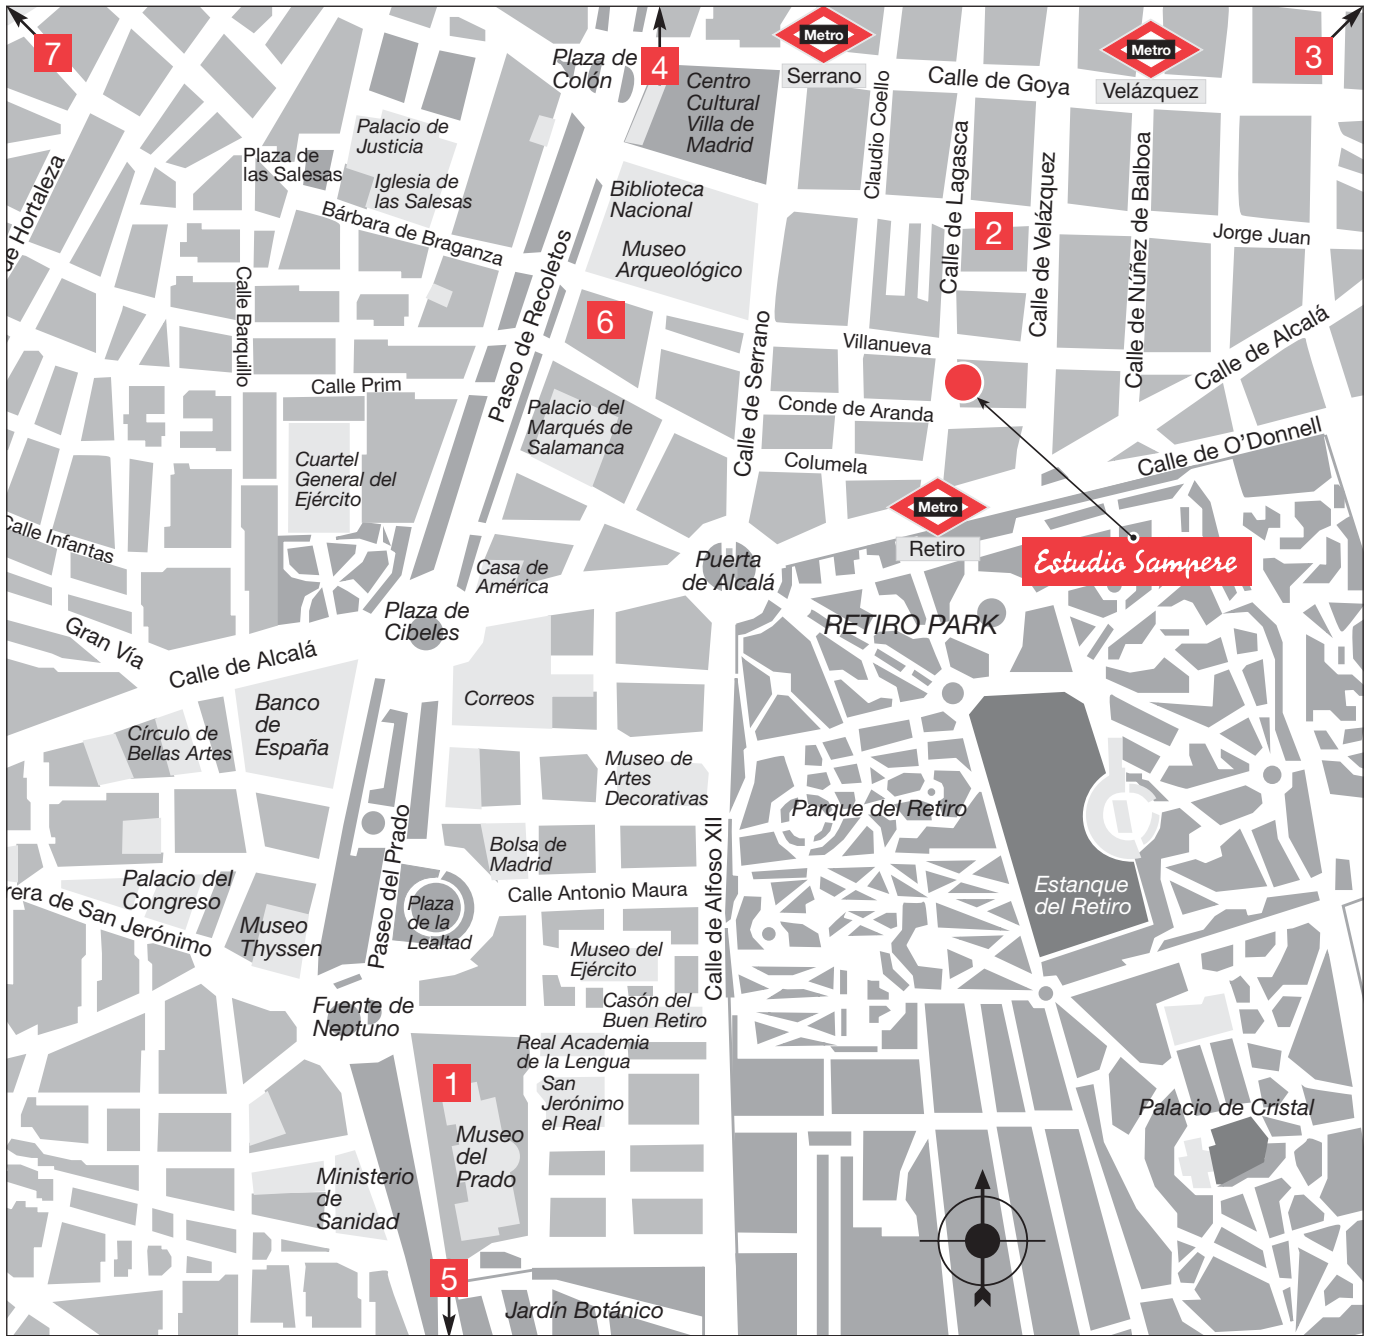 7
4
3
Metro
Serrano
Metro
Velázquez
Plaza de
Colón
Centro
Cultural
Villa de
Madrid
Calle de Goya
Claudio Coello
Calle de Lagasca
Calle de Velázquez
Calle de Núñez de Balboa
Palacio de
Justicia
Plaza de
las Salesas
Iglesia de
las Salesas
Bárbara de Braganza
de Hortaleza
Biblioteca
Nacional
Museo
Arqueológico
2
Jorge Juan
Calle Barquillo
Paseo de Recoletos
6
Calle de Serrano
Villanueva
Calle de Alcalá
Calle Prim
Palacio del
Marqués de
Salamanca
Conde de Aranda
Columela
Calle de O’Donnell
Cuartel
General del
Ejército
Metro
Retiro
Calle Infantas
Casa de
América
Puerta
de Alcalá
Estudio Sampere
Plaza de
Cibeles
RETIRO PARK
Gran Vía
Calle de Alcalá
Correos
Banco
de
España
Círculo de
Bellas Artes
Museo de
Artes
Decorativas
Parque del Retiro
Paseo del Prado
Bolsa de
Madrid
Calle de Alfoso XII
Calle Antonio Maura
Palacio del
Congreso
rera de San Jerónimo
Museo
Thyssen
Plaza
de la
Lealtad
Estanque
del Retiro
Museo del
Ejército
Fuente de
Neptuno
Casón del
Buen Retiro
Real Academia
de la Lengua
1
San
Jerónimo
el Real
Museo
del
Prado
Palacio de Cristal
Ministerio
de
Sanidad
5
Jardín Botánico